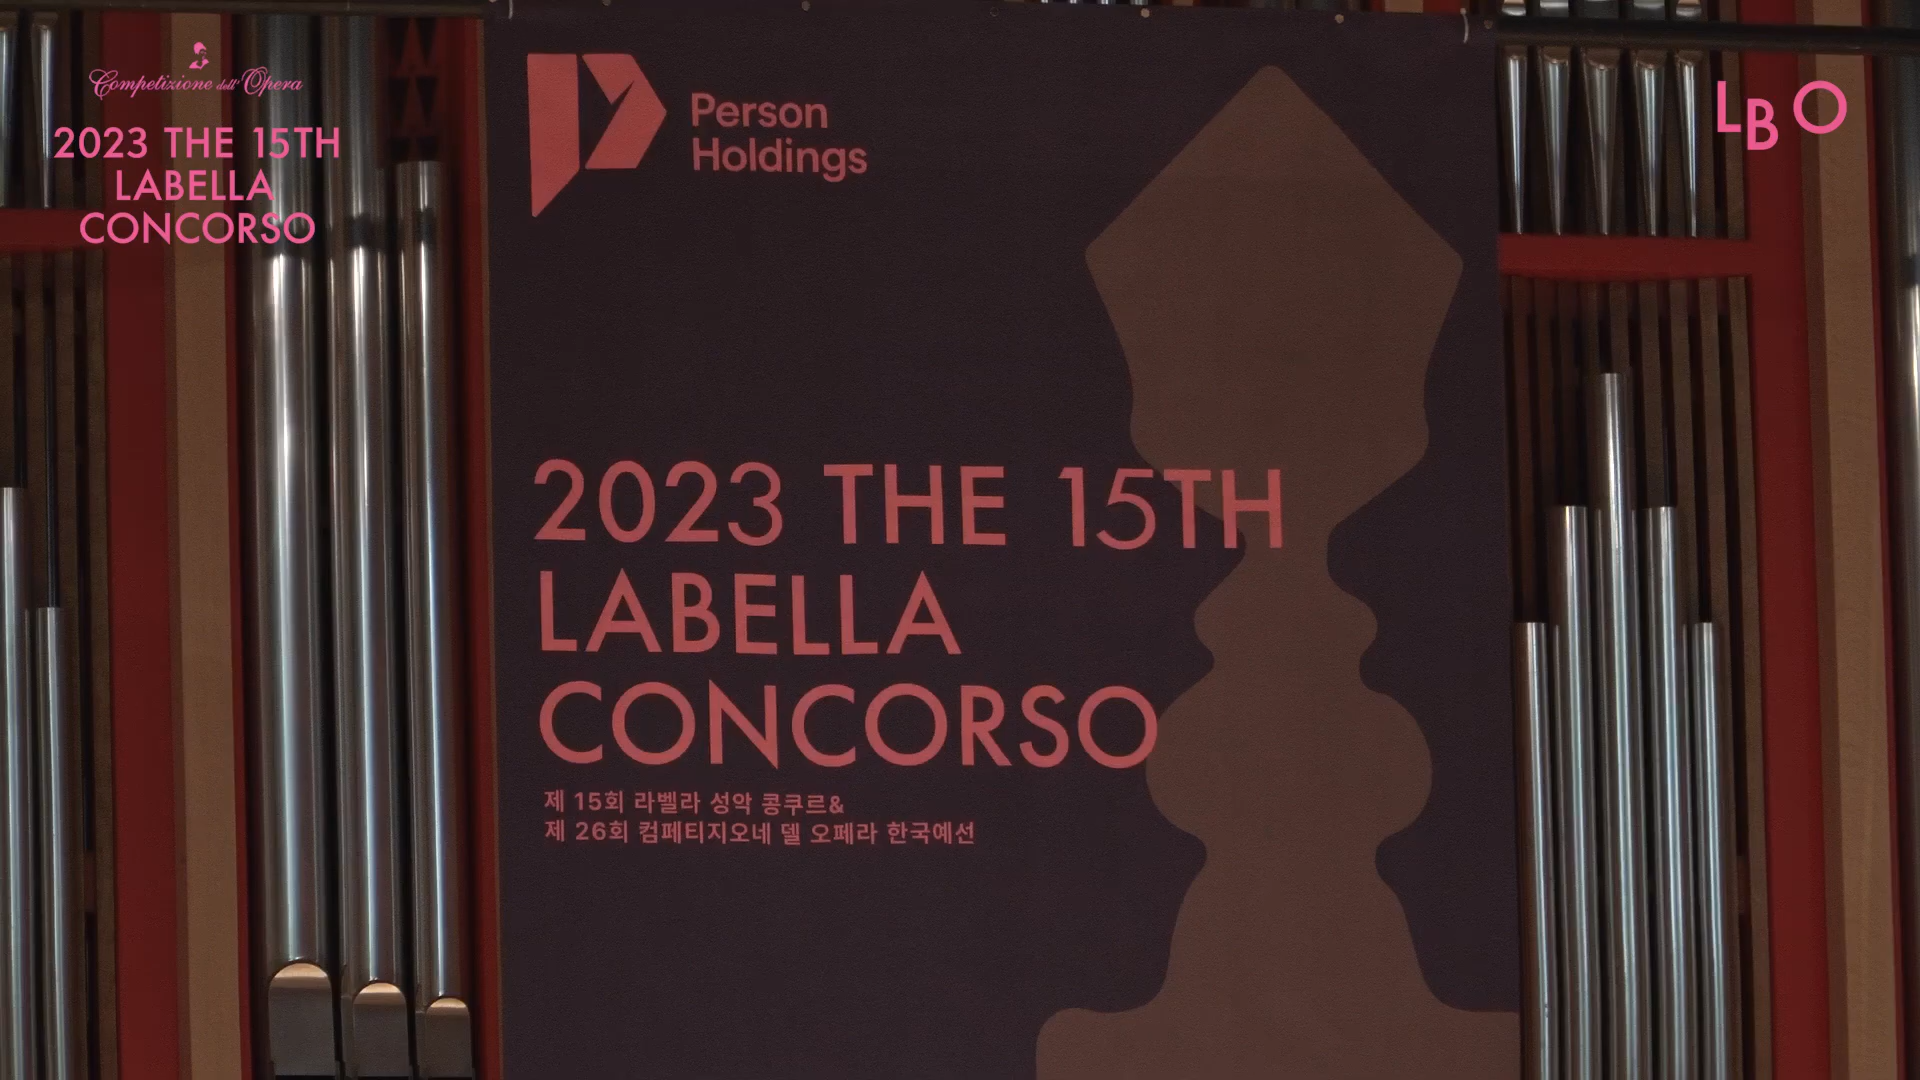 Competizione dell'Opera
2023 THE 15TH
LABELLA
CONCORSO
LBO
Person
Holdings
2023 THE 15TH
LABELLA
CONCORSO
제 15회 라벨라 성악 콩쿠르&
제 26회 컴페티지오네 델 오페라 한국예선